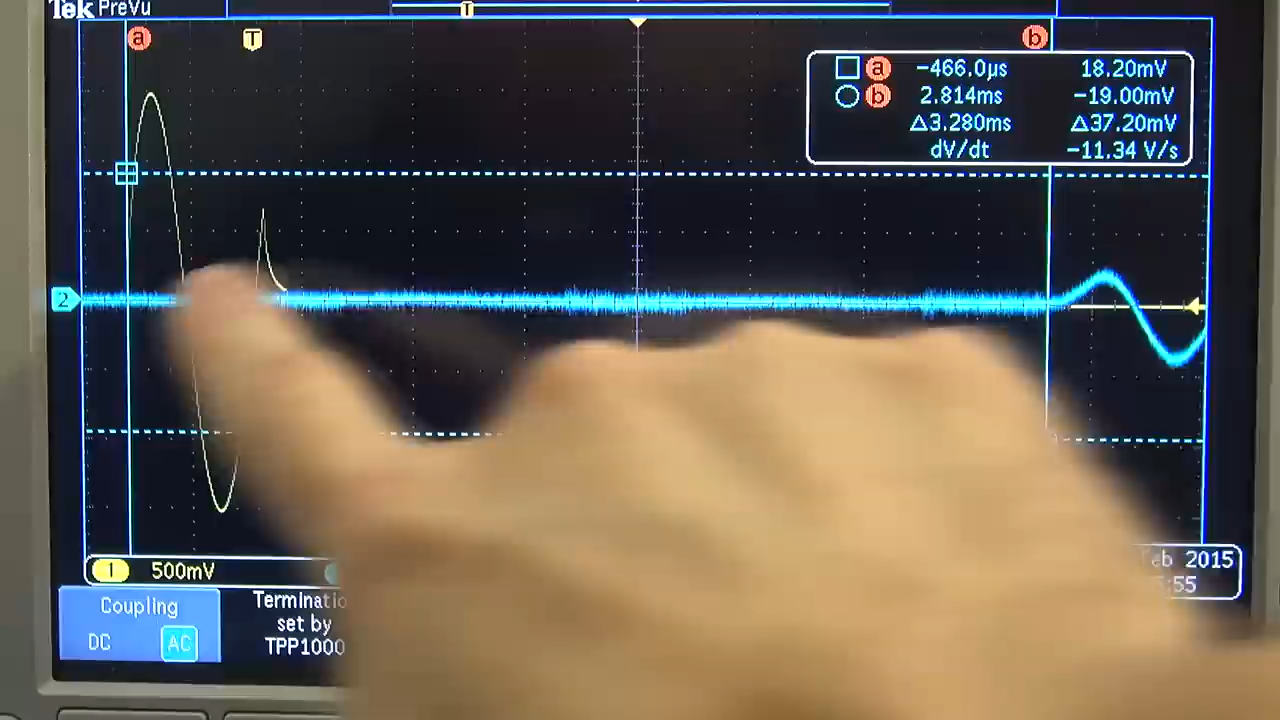 Tek PreVu
T
a T b
a −466.0µs 18.20mV
b 2.814ms −19.00mV
Δ3.280ms Δ37.20mV
dV/dt −11.34 V/s
2
1 500mV
2015
:55
Coupling
DC AC
set by
TPP1000